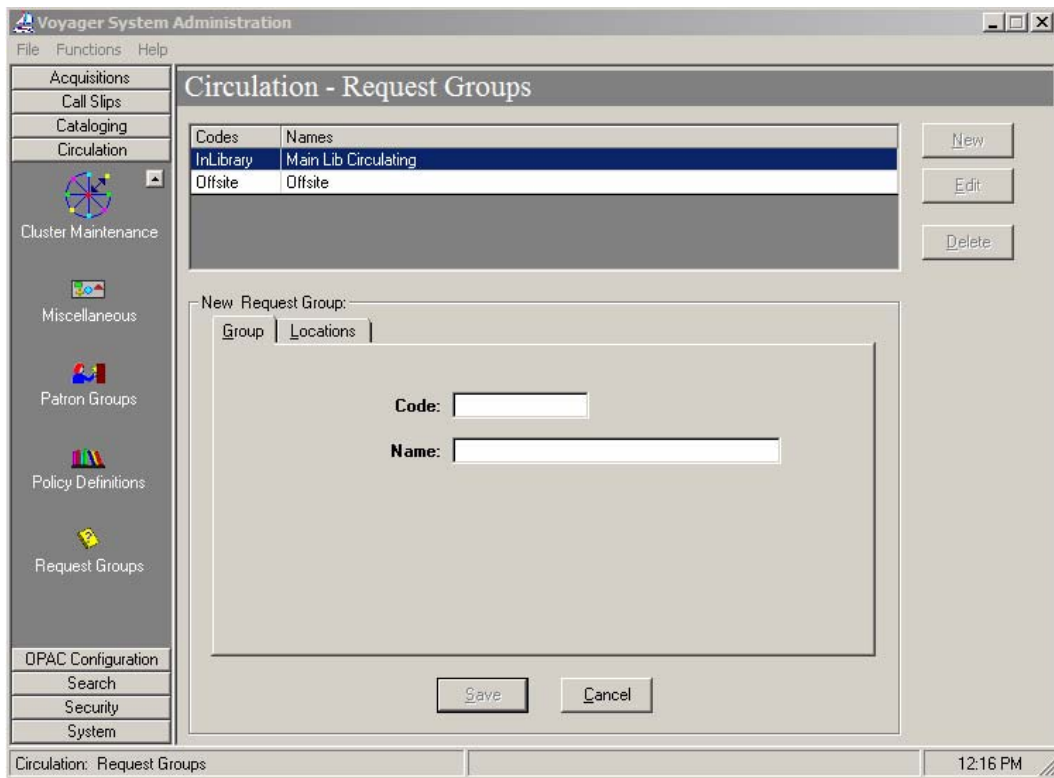 Voyager System Administration
File Functions Help
Acquisitions
Call Slips
Cataloging
Circulation
Cluster Maintenance
Miscellaneous
Patron Groups
Policy Definitions
Request Groups
OPAC Configuration
Search
Security
System
Circulation - Request Groups
Codes Names
InLibrary Main Lib Circulating
Offsite Offsite
New
Edit
Delete
New Request Group:
Group Locations
Code:
Name:
Save Cancel
Circulation: Request Groups 12:16 PM